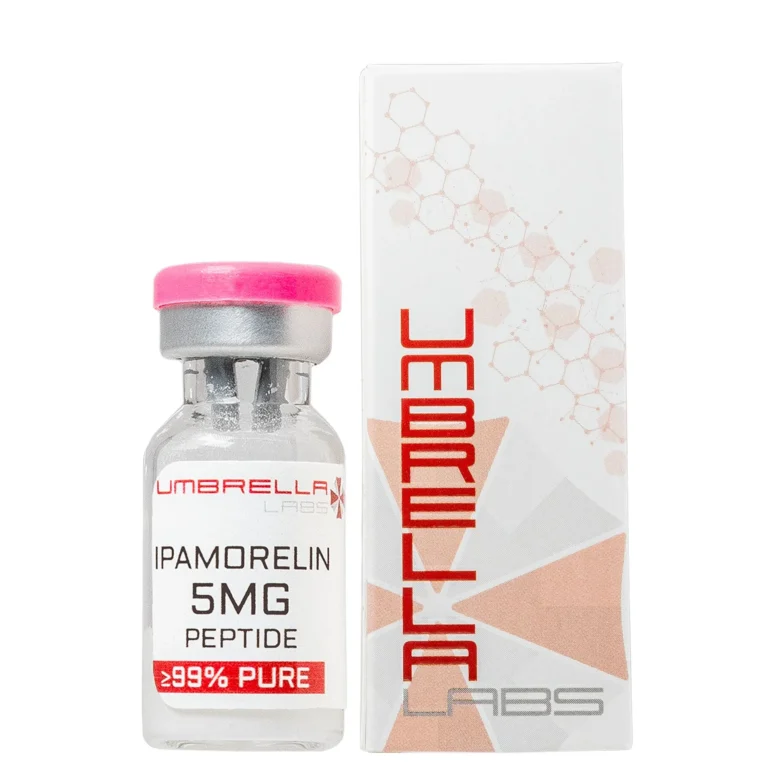 UMBRELLA
LABS
IPAMORELIN
5MG
PEPTIDE
≥99% PURE
UMBRELLA
LABS